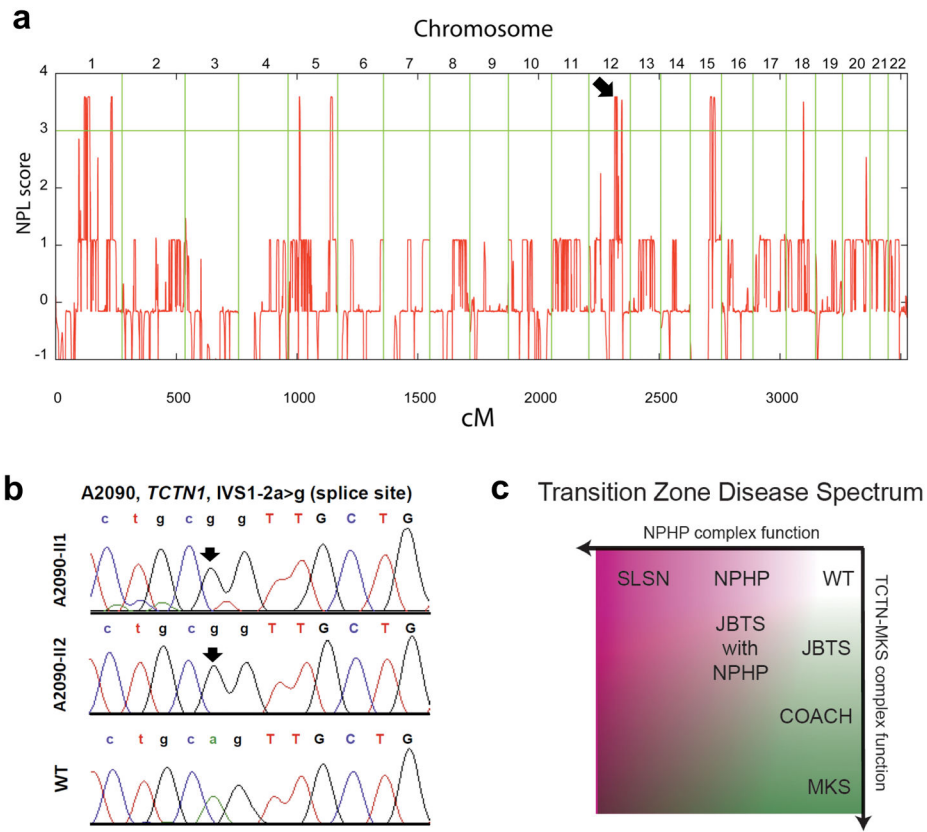 a
Chromosome
1 2 3 4 5 6 7 8 9 10 11 12 13 14 15 16 17 18 19 20 21 22
4
3
2
1
0
-1
NPL score
0 500 1000 1500 2000 2500 3000
cM
b
A2090, TCTN1, IVS1-2a>g (splice site)
c t g c g g T T G C T G
A2090-II1
c t g c g g T T G C T G
A2090-II2
c t g c a g T T G C T G
WT
c
Transition Zone Disease Spectrum
NPHP complex function
TCTN-MKS complex function
SLSN NPHP WT
JBTS
with
NPHP
JBTS
COACH
MKS